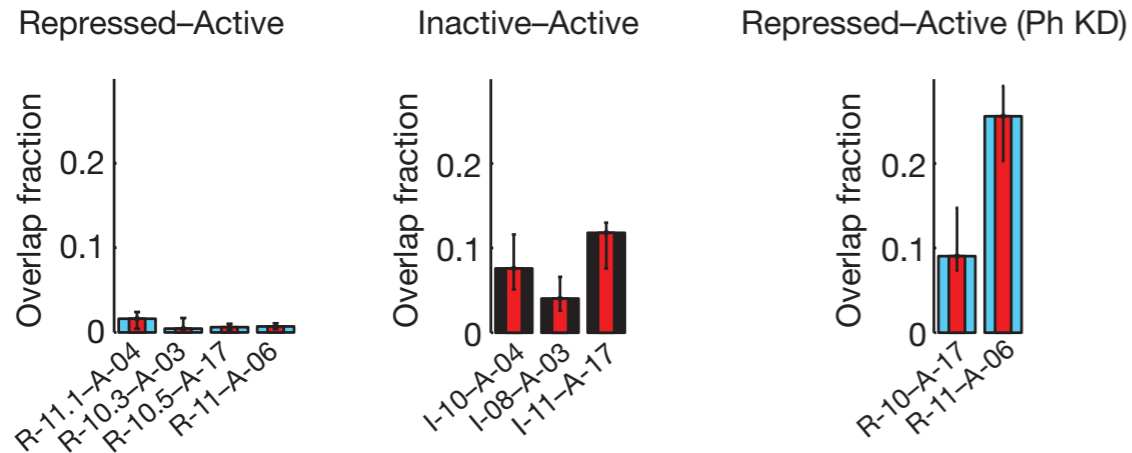 Repressed–Active
Overlap fraction
0.2
0.1
0
R-11.1–A-04
R-10.3–A-03
R-10.5–A-17
R-11–A-06
Inactive–Active
Overlap fraction
0.2
0.1
0
I-10–A-04
I-08–A-03
I-11–A-17
Repressed–Active (Ph KD)
Overlap fraction
0.2
0.1
0
R-10–A-17
R-11–A-06